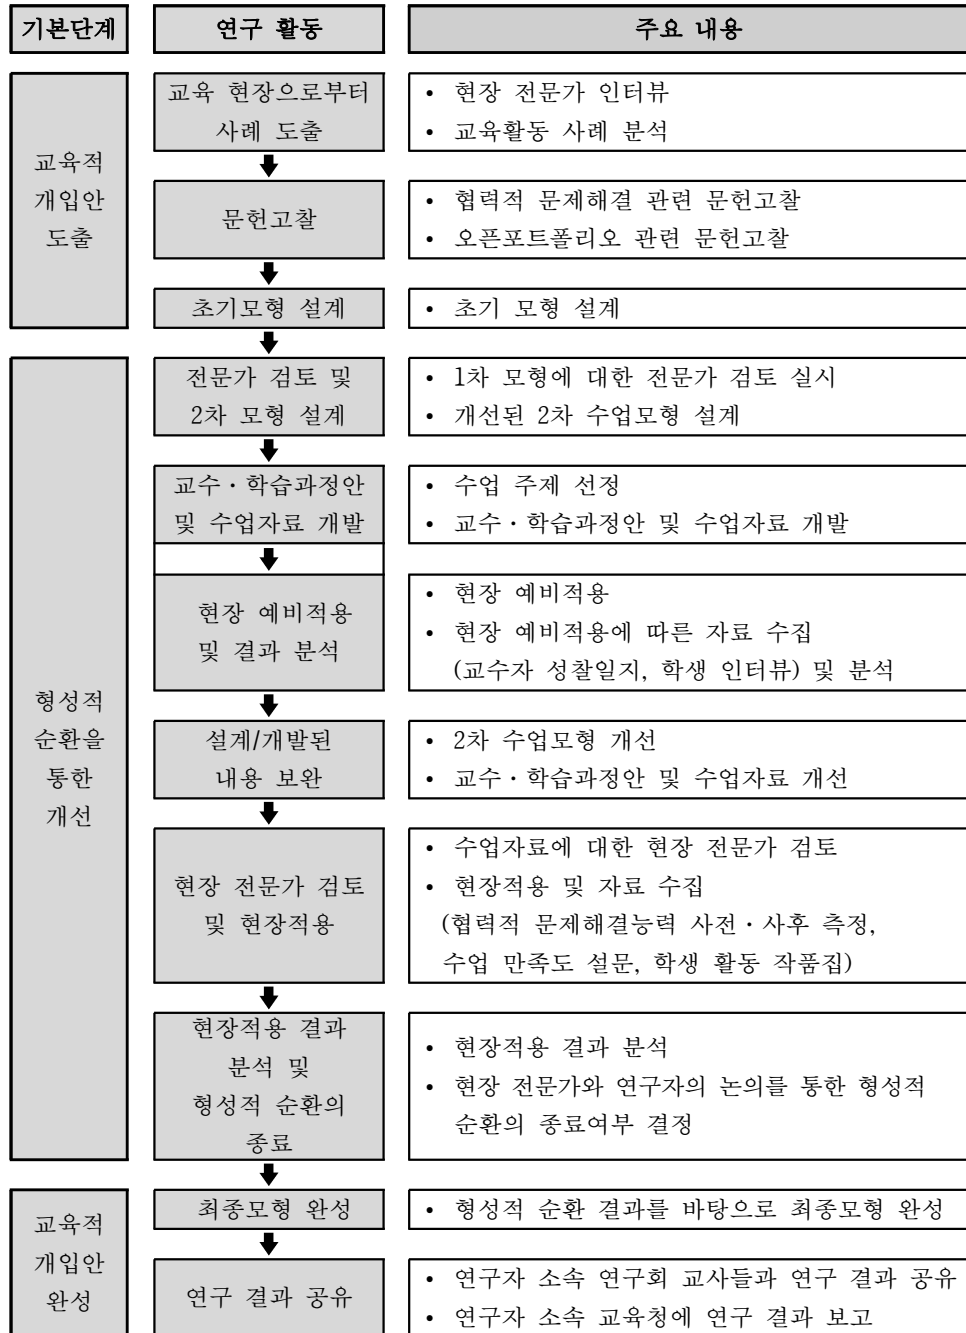 기본단계
연구 활동
주요 내용
교육적
개입안
도출
교육 현장으로부터
사례 도출
• 현장 전문가 인터뷰
• 교육활동 사례 분석
문헌고찰
• 협력적 문제해결 관련 문헌고찰
• 오픈포트폴리오 관련 문헌고찰
초기모형 설계
• 초기 모형 설계
형성적
순환을
통한
개선
전문가 검토 및
2차 모형 설계
• 1차 모형에 대한 전문가 검토 실시
• 개선된 2차 수업모형 설계
교수・학습과정안
및 수업자료 개발
• 수업 주제 선정
• 교수・학습과정안 및 수업자료 개발
현장 예비적용
및 결과 분석
• 현장 예비적용
• 현장 예비적용에 따른 자료 수집
(교수자 성찰일지, 학생 인터뷰) 및 분석
설계/개발된
내용 보완
• 2차 수업모형 개선
• 교수・학습과정안 및 수업자료 개선
현장 전문가 검토
및 현장적용
• 수업자료에 대한 현장 전문가 검토
• 현장적용 및 자료 수집
(협력적 문제해결능력 사전・사후 측정,
수업 만족도 설문, 학생 활동 작품집)
현장적용 결과
분석 및
형성적 순환의
종료
• 현장적용 결과 분석
• 현장 전문가와 연구자의 논의를 통한 형성적
순환의 종료여부 결정
교육적
개입안
완성
최종모형 완성
• 형성적 순환 결과를 바탕으로 최종모형 완성
연구 결과 공유
• 연구자 소속 연구회 교사들과 연구 결과 공유
• 연구자 소속 교육청에 연구 결과 보고